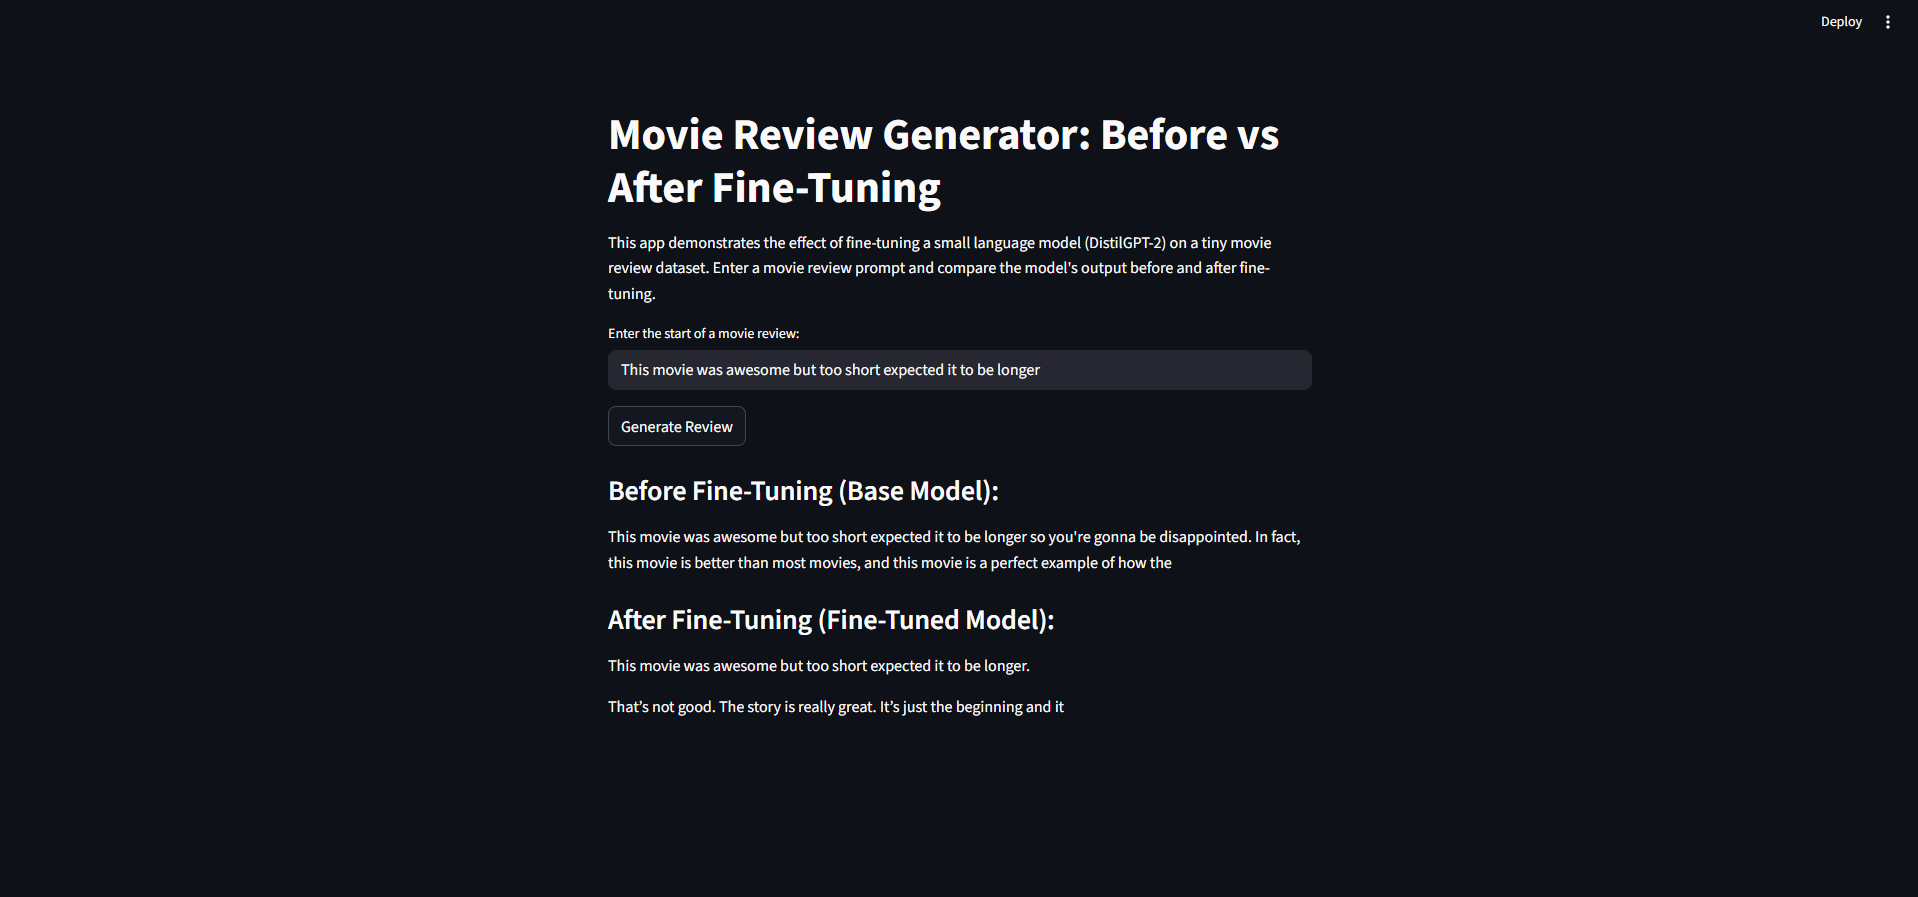 Deploy
Movie Review Generator: Before vs
After Fine-Tuning
This app demonstrates the effect of fine-tuning a small language model (DistilGPT-2) on a tiny movie
review dataset. Enter a movie review prompt and compare the model's output before and after fine-
tuning.
Enter the start of a movie review:
This movie was awesome but too short expected it to be longer
Generate Review
Before Fine-Tuning (Base Model):
This movie was awesome but too short expected it to be longer so you're gonna be disappointed. In fact,
this movie is better than most movies, and this movie is a perfect example of how the
After Fine-Tuning (Fine-Tuned Model):
This movie was awesome but too short expected it to be longer.
That’s not good. The story is really great. It’s just the beginning and it